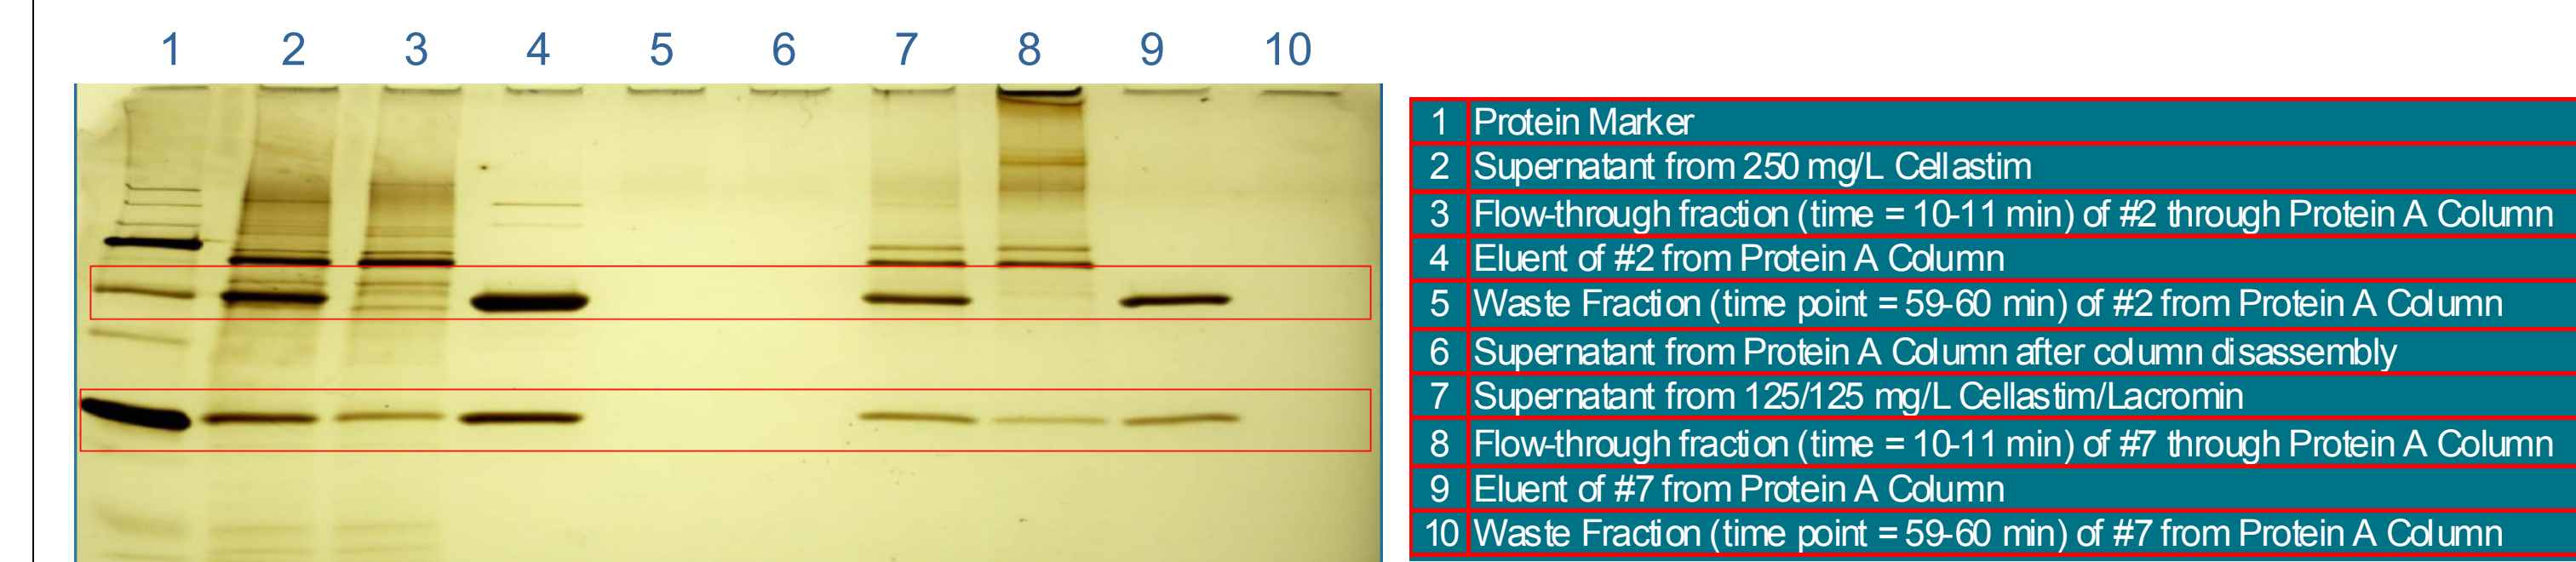 1 2 3 4 5 6 7 8 9 10
1 Protein Marker
2 Supernatant from 250 mg/L Cellastim
3 Flow-through fraction (time = 10-11 min) of #2 through Protein A Column
4 Eluent of #2 from Protein A Column
5 Waste Fraction (time point = 59-60 min) of #2 from Protein A Column
6 Supernatant from Protein A Column after column disassembly
7 Supernatant from 125/125 mg/L Cellastim/Lacromin
8 Flow-through fraction (time = 10-11 min) of #7 through Protein A Column
9 Eluent of #7 from Protein A Column
10 Waste Fraction (time point = 59-60 min) of #7 from Protein A Column